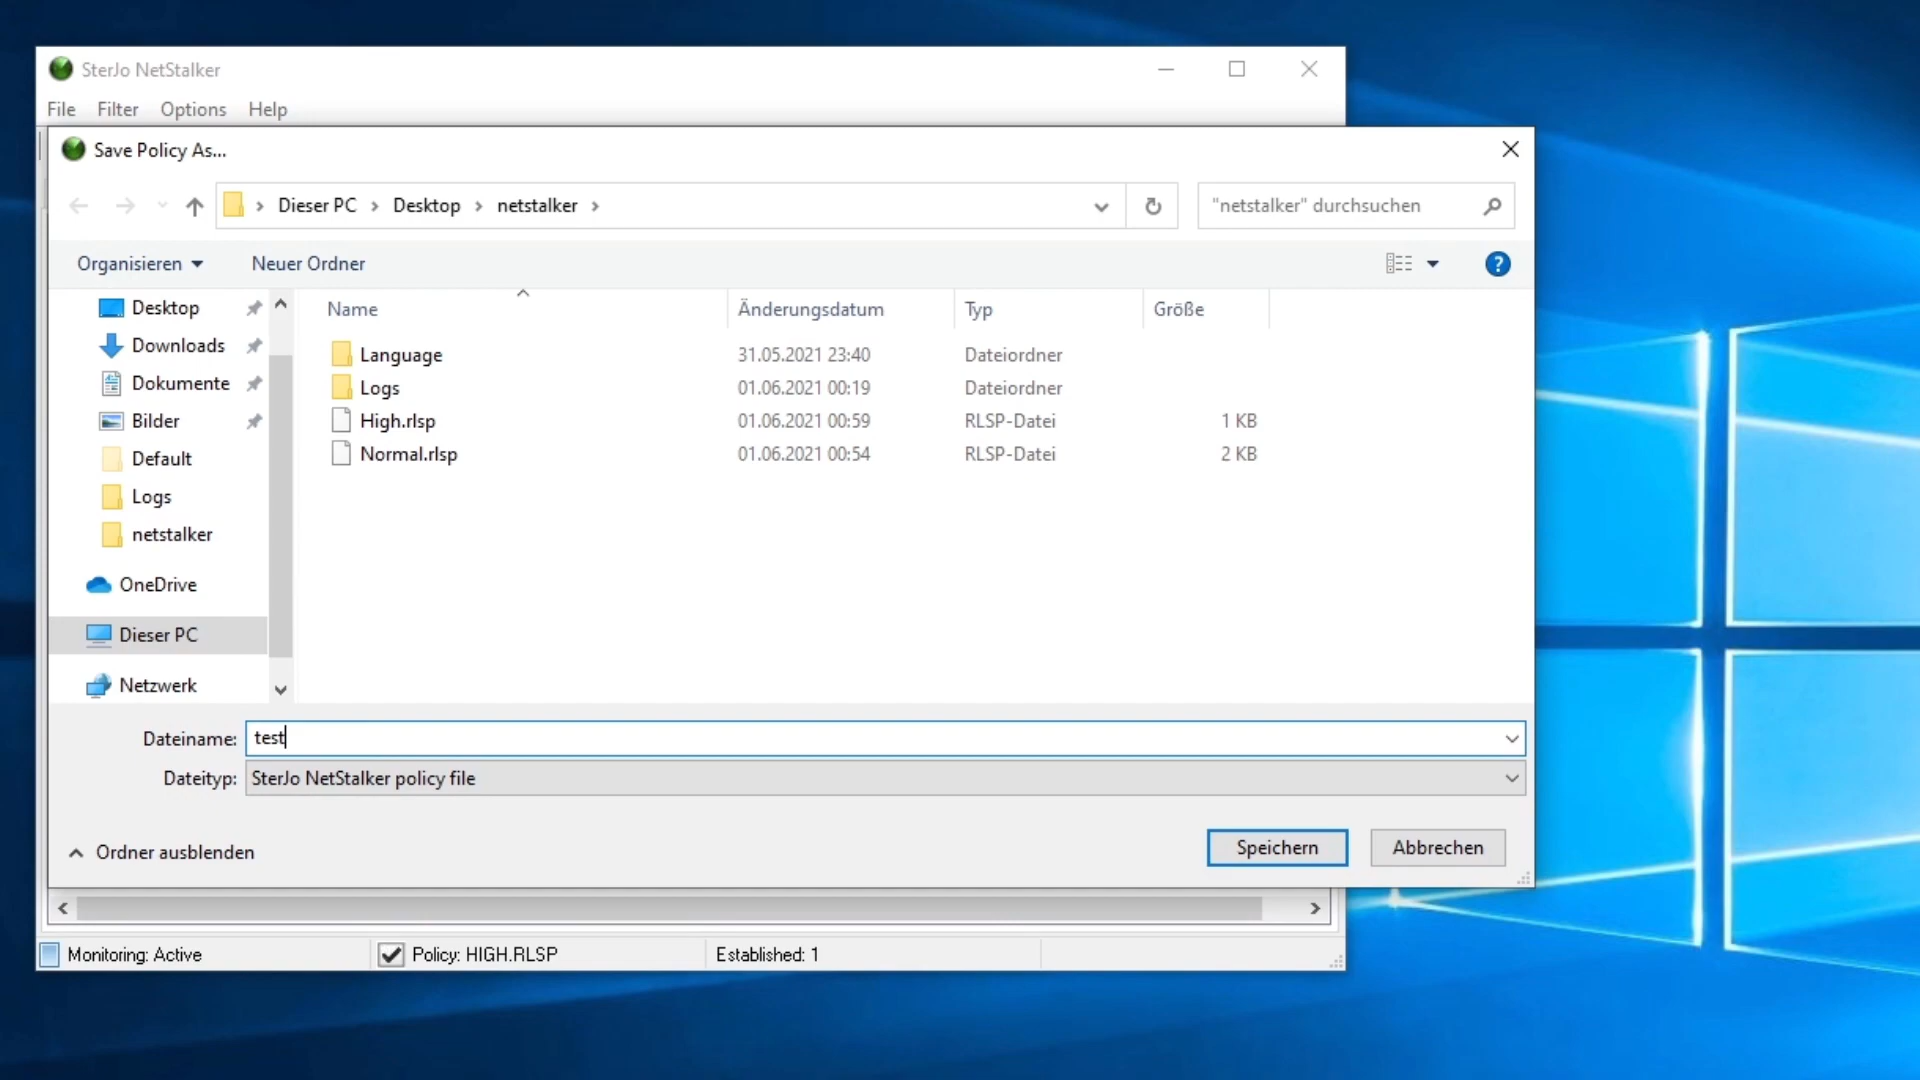 SterJo NetStalker
File Filter Options Help
Save Policy As...
Dieser PC Desktop netstalker
"netstalker" durchsuchen
Organisieren Neuer Ordner
?
Name Änderungsdatum Typ Größe
Desktop
Downloads
Dokumente
Bilder
Default
Logs
netstalker
OneDrive
Dieser PC
Netzwerk
Language 31.05.2021 23:40 Dateiordner
Logs 01.06.2021 00:19 Dateiordner
High.rlsp 01.06.2021 00:59 RLSP-Datei 1 KB
Normal.rlsp 01.06.2021 00:54 RLSP-Datei 2 KB
Dateiname: test
Dateityp: SterJo NetStalker policy file
Ordner ausblenden
Speichern Abbrechen
Monitoring: Active Policy: HIGH.RLSP Established: 1